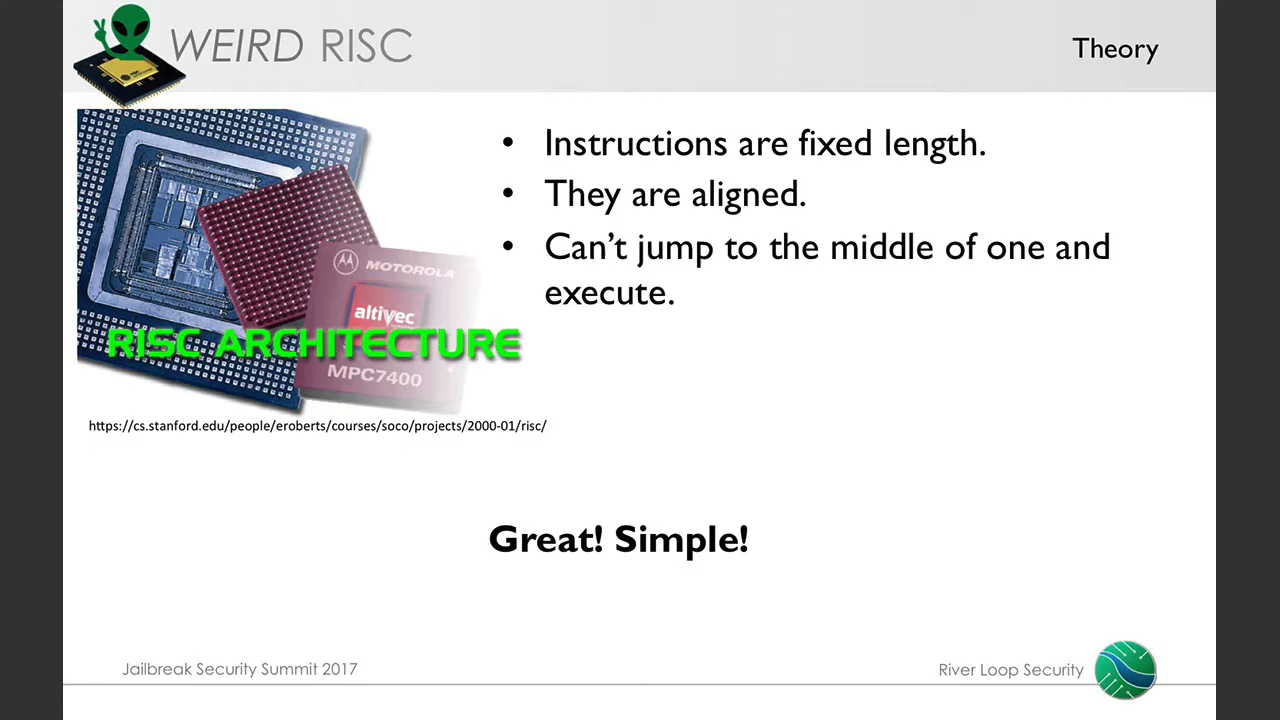 WEIRD RISC
Theory
• Instructions are fixed length.
• They are aligned.
• Can't jump to the middle of one and
execute.
MOTOROLA
altivec
RISC ARCHITECTURE
MPC7400
https://cs.stanford.edu/people/eroberts/courses/soco/projects/2000-01/risc/
Great! Simple!
Jailbreak Security Summit 2017
River Loop Security